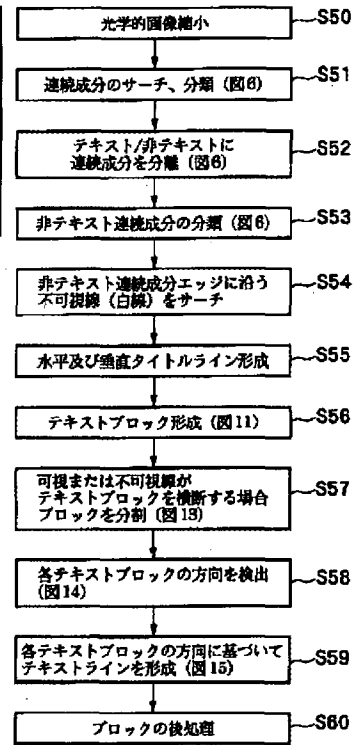 光学的画像縮小
S50
連続成分のサーチ、分類(図6)
S51
テキスト/非テキストに
連続成分を分離(図6)
S52
非テキスト連続成分の分類(図6)
S53
非テキスト連続成分エッジに沿う
不可視線(白線)をサーチ
S54
水平及び垂直タイトルライン形成
S55
テキストブロック形成(図11)
S56
可視または不可視線が
テキストブロックを横断する場合
ブロックを分割(図13)
S57
各テキストブロックの方向を検出
(図14)
S58
各テキストブロックの方向に基づいて
テキストラインを形成(図15)
S59
ブロックの後処理
S60